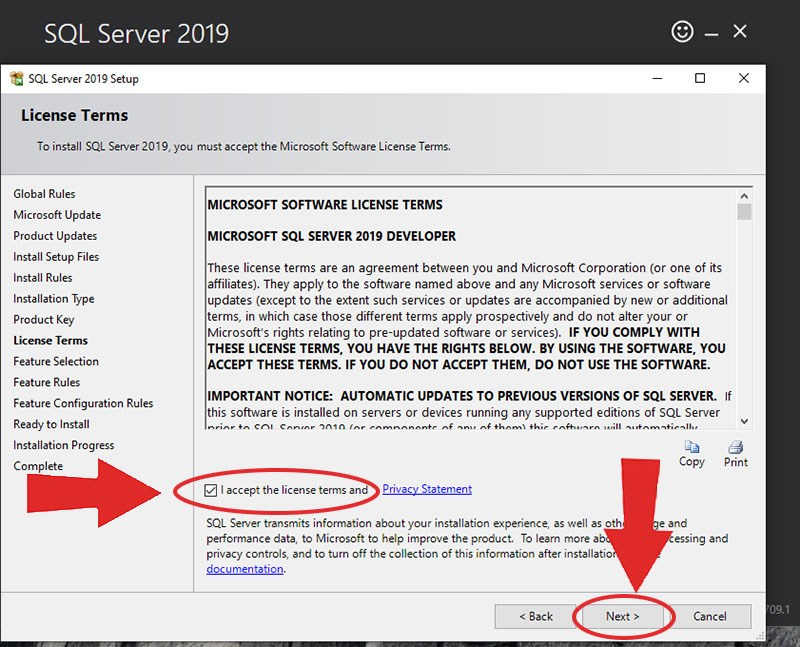 SQL Server 2019
SQL Server 2019 Setup
License Terms
To install SQL Server 2019, you must accept the Microsoft Software License Terms.
Global Rules
Microsoft Update
Product Updates
Install Setup Files
Install Rules
Installation Type
Product Key
License Terms
Feature Selection
Feature Rules
Feature Configuration Rules
Ready to Install
Installation Progress
Complete
MICROSOFT SOFTWARE LICENSE TERMS
MICROSOFT SQL SERVER 2019 DEVELOPER
These license terms are an agreement between you and Microsoft Corporation (or one of its
affiliates). They apply to the software named above and any Microsoft services or software
updates (except to the extent such services or updates are accompanied by new or additional
terms, in which case those different terms apply prospectively and do not alter your or
Microsoft's rights relating to pre-updated software or services). IF YOU COMPLY WITH
THESE LICENSE TERMS, YOU HAVE THE RIGHTS BELOW. BY USING THE SOFTWARE, YOU
ACCEPT THESE TERMS. IF YOU DO NOT ACCEPT THEM, DO NOT USE THE SOFTWARE.
IMPORTANT NOTICE: AUTOMATIC UPDATES TO PREVIOUS VERSIONS OF SQL SERVER. If
this software is installed on servers or devices running any supported editions of SQL Server
prior to SQL Server 2019 (or components of any of them) this software will automatically
Copy
Print
I accept the license terms and Privacy Statement
SQL Server transmits information about your installation experience, as well as and
performance data, to Microsoft to help improve the product. To learn more and
privacy controls, and to turn off the collection of this information after installation
documentation.
< Back
Next >
Cancel
709.1